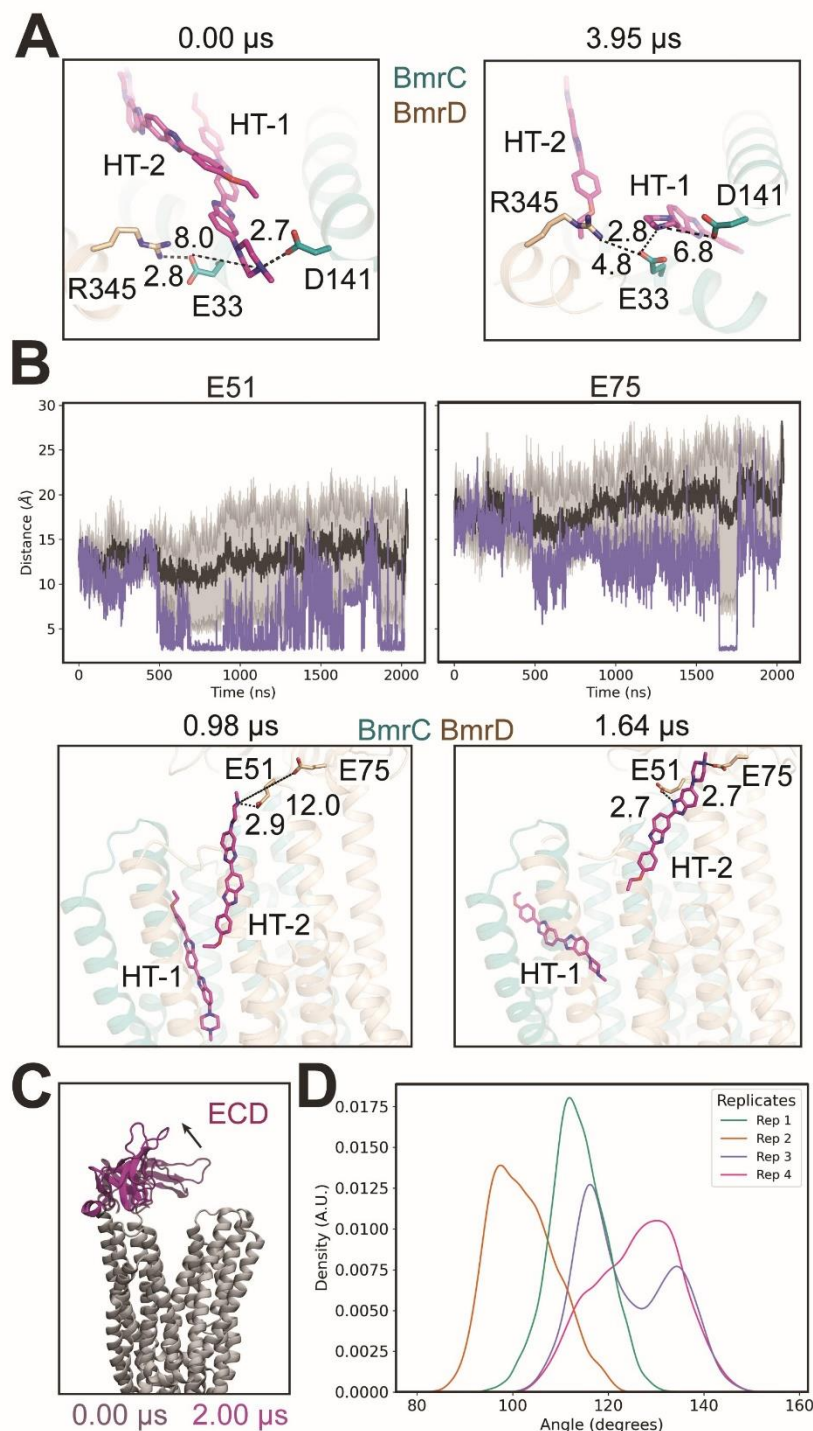 A
0.00 µs
3.95 µs
BmrC
BmrD
HT-1
HT-2
8.0
2.7
2.8
R345
E33
D141
HT-2
HT-1
R345
D141
2.8
6.8
4.8
E33
B
E51
E75
30
25
20
15
10
5
Distance (Å)
0 500 1000 1500 2000
Time (ns)
0 500 1000 1500 2000
Time (ns)
0.98 µs
BmrC BmrD
1.64 µs
E51
E75
12.0
2.9
HT-2
HT-1
E51
E75
2.7
2.7
HT-2
HT-1
C
ECD
0.00 µs 2.00 µs
D
0.0175
0.0150
0.0125
0.0100
0.0075
0.0050
0.0025
0.0000
Density (A.U.)
Replicates
Rep 1
Rep 2
Rep 3
Rep 4
80 100 120 140 160
Angle (degrees)